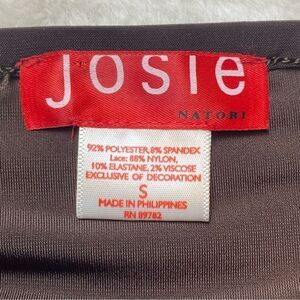 Josie
NATORI
92% POLYESTER, 8% SPANDEX
Lace: 88% NYLON,
10% ELASTANE, 2% VISCOSE
EXCLUSIVE OF DECORATION
S
MADE IN PHILIPPINES
RN 89782